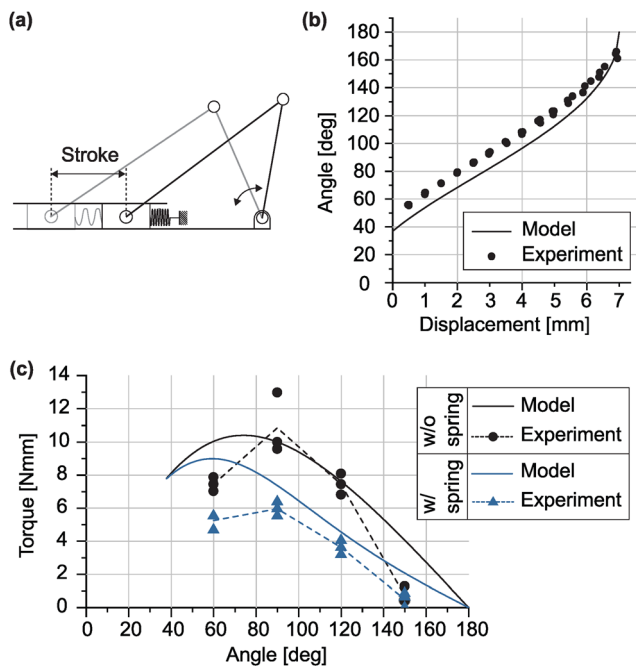 (a)
Stroke
(b)
180
160
140
120
100
80
60
40
20
0
Angle [deg]
0 1 2 3 4 5 6 7
Displacement [mm]
Model
Experiment
(c)
14
12
10
8
6
4
2
0
Torque [Nmm]
0 20 40 60 80 100 120 140 160 180
Angle [deg]
w/o spring
Model
Experiment
w/ spring
Model
Experiment